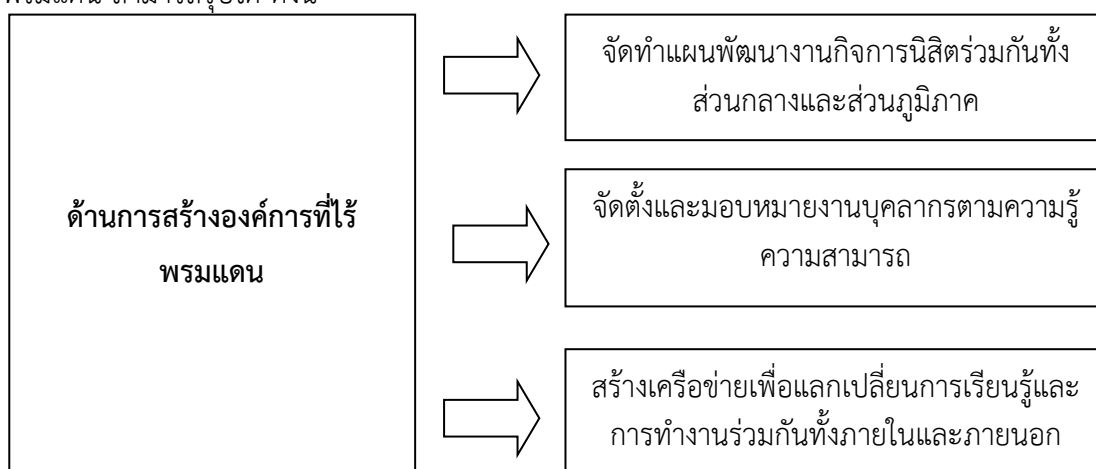 ด้านการสร้างองค์การที่ไร้
พรมแดน
จัดทำแผนพัฒนางานกิจการนิสิตร่วมกันทั้ง
ส่วนกลางและส่วนภูมิภาค
จัดตั้งและมอบหมายงานบุคลากรตามความรู้
ความสามารถ
สร้างเครือข่ายเพื่อแลกเปลี่ยนการเรียนรู้และ
การทำงานร่วมกันทั้งภายในและภายนอก